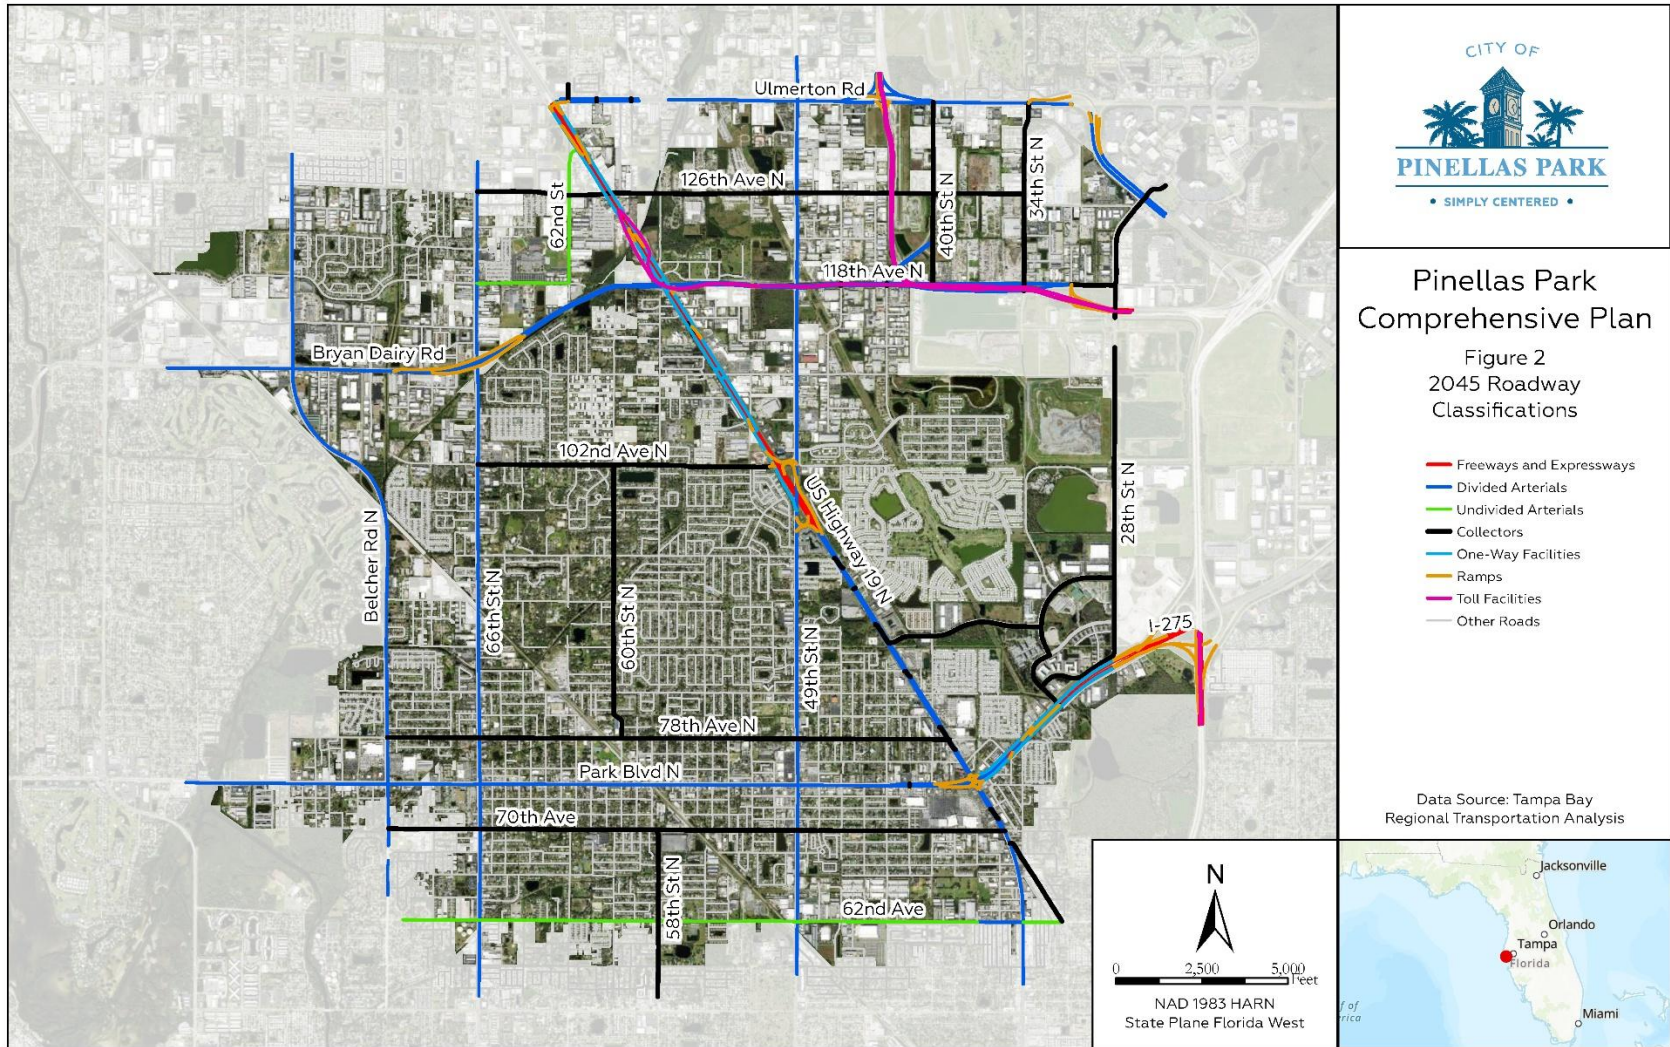 Ulmerton Rd
126th Ave N
62nd St
40th St N
34th St N
118th Ave N
Bryan Dairy Rd
102nd Ave N
US Highway 19 N
28th St N
Belcher Rd N
66th St N
60th St N
49th St N
I-275
78th Ave N
Park Blvd N
70th Ave
58th St N
62nd Ave
CITY OF
PINELLAS PARK
• SIMPLY CENTERED •
Pinellas Park
Comprehensive Plan
Figure 2
2045 Roadway
Classifications
Freeways and Expressways
Divided Arterials
Undivided Arterials
Collectors
One-Way Facilities
Ramps
Toll Facilities
Other Roads
Data Source: Tampa Bay
Regional Transportation Analysis
N
0 2,500 5,000
Feet
NAD 1983 HARN
State Plane Florida West
Jacksonville
Orlando
Tampa
Florida
Miami
f of
erica